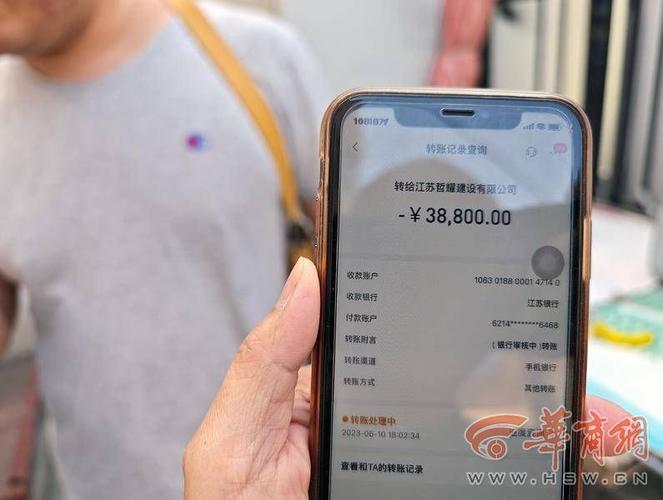 转账记录查询
转给江苏哲耀建设有限公司
-￥38,800.00
收款账户 1063 0188 0001 4714 0
收款银行 江苏银行
付款账户 6214********6468
转账附言 (银行审核中)转账
转账渠道 手机银行
转账方式 其他转账
转账处理中
2023-06-10 18:02:34
查看和TA的转账记录
華商網
WWW.HSW.CN